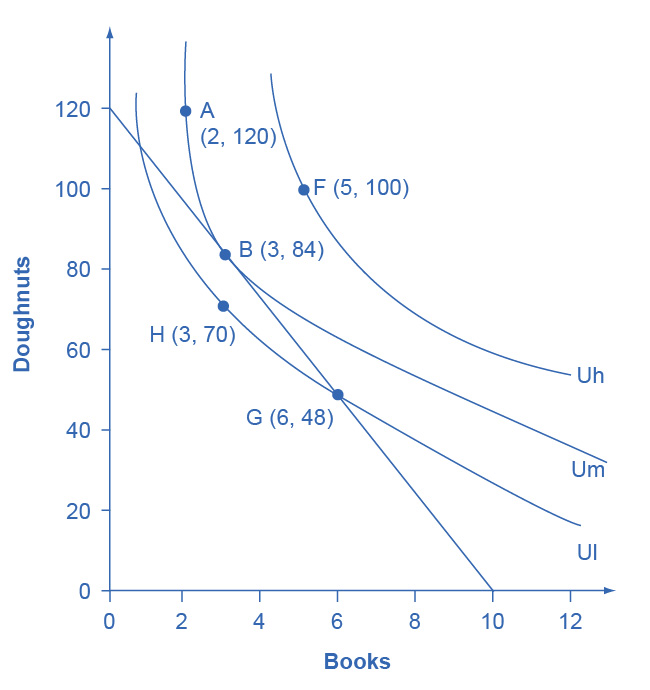 120
A
(2, 120)
100
F (5, 100)
B (3, 84)
80
Doughnuts
H (3, 70)
60
Uh
G (6, 48)
40
Um
20
Ul
0
0 2 4 6 8 10 12
Books